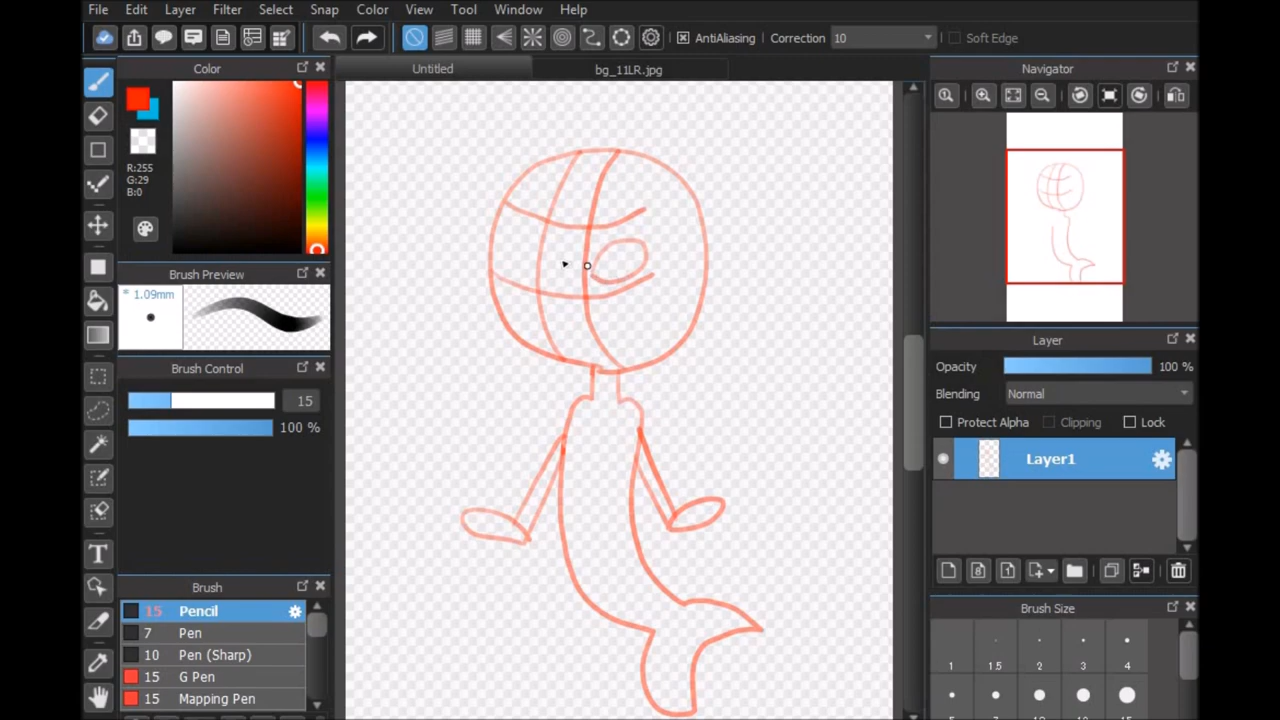 File Edit Layer Filter Select Snap Color View Tool Window Help
AntiAliasing Correction 10 Soft Edge
Color
R:255
G:29
B:0
Brush Preview
= 1.09mm
Brush Control
15
100 %
Brush
15 Pencil
7 Pen
10 Pen (Sharp)
15 G Pen
15 Mapping Pen
Untitled bg_11LR.jpg
Navigator
Layer
Opacity 100 %
Blending Normal
Protect Alpha Clipping Lock
Layer1
Brush Size
1 1.5 2 3 4